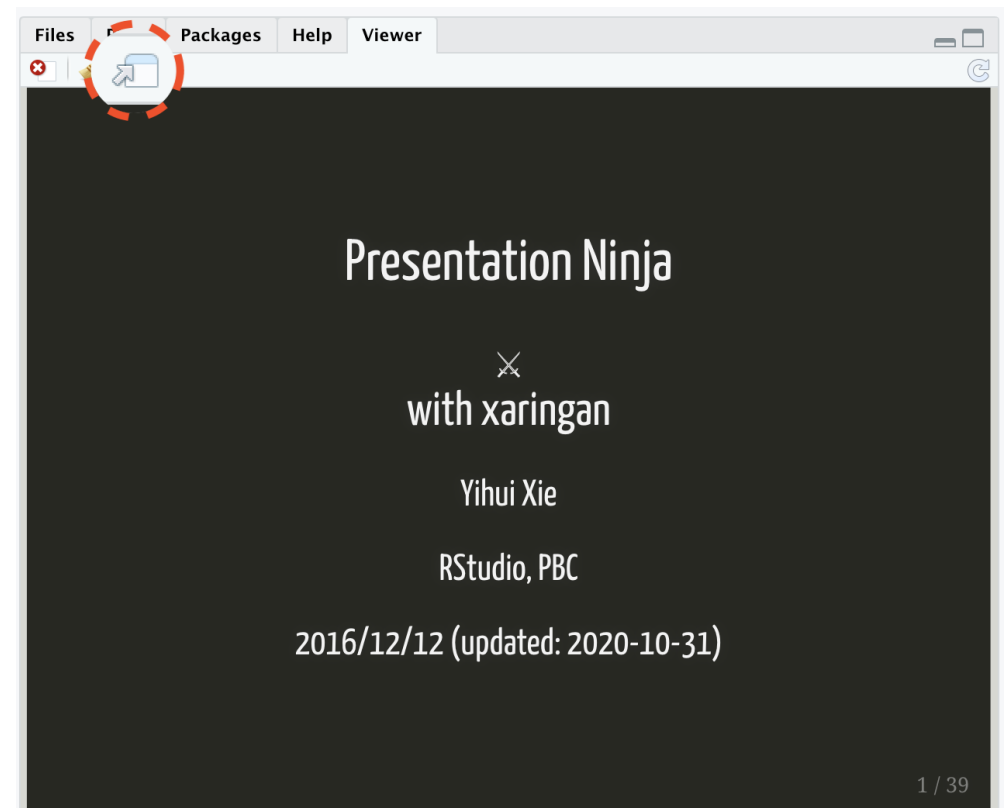 Files Packages Help Viewer
Presentation Ninja
⚔
with xaringan
Yihui Xie
RStudio, PBC
2016/12/12 (updated: 2020-10-31)
1 / 39